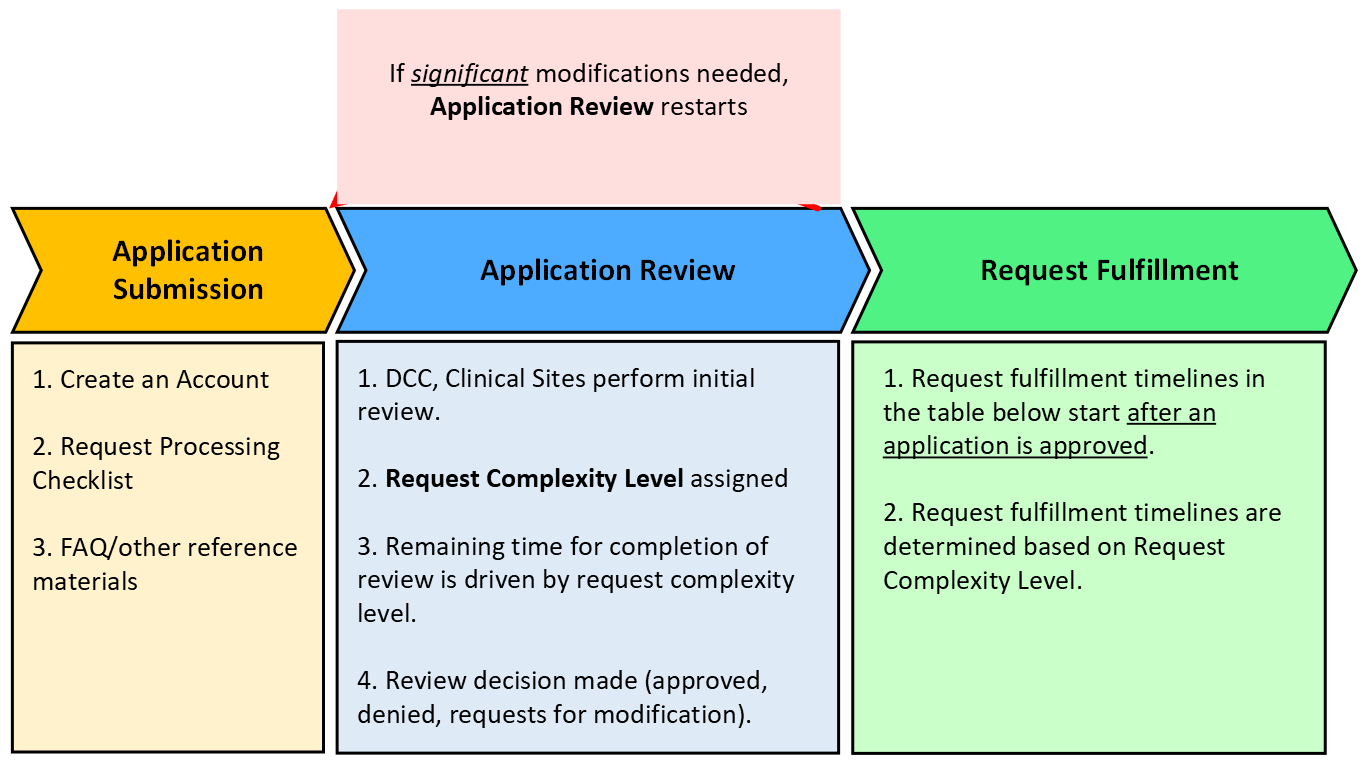 If significant modifications needed,
Application Review restarts
Application
Submission
Application Review
Request Fulfillment
1. Create an Account
2. Request Processing
Checklist
3. FAQ/other reference
materials
1. DCC, Clinical Sites perform initial
review.
2. Request Complexity Level assigned
3. Remaining time for completion of
review is driven by request complexity
level.
4. Review decision made (approved,
denied, requests for modification).
1. Request fulfillment timelines in
the table below start after an
application is approved.
2. Request fulfillment timelines are
determined based on Request
Complexity Level.